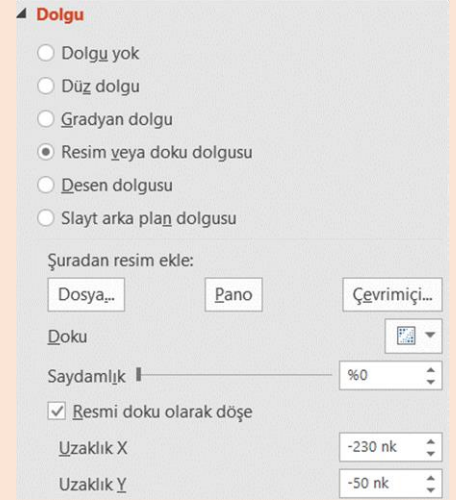 Dolgu
Dolgu yok
Düz dolgu
Gradyan dolgu
Resim veya doku dolgusu
Desen dolgusu
Slayt arka plan dolgusu
Şuradan resim ekle:
Dosya... Pano Çevrimiçi...
Doku
Saydamlık %0
Resmi doku olarak döşe
Uzaklık X -230 nk
Uzaklık Y -50 nk